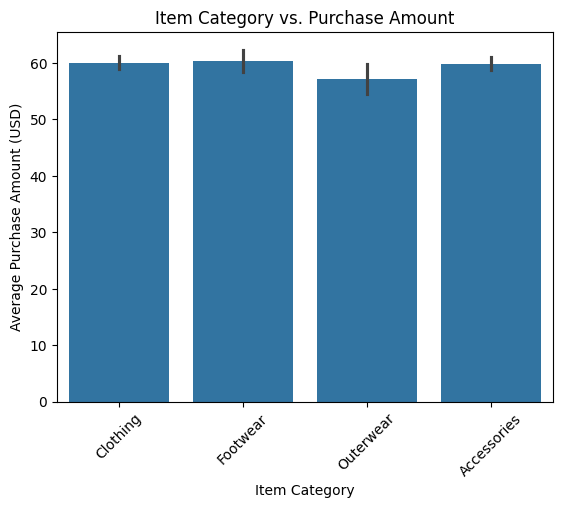 Item Category vs. Purchase Amount
Average Purchase Amount (USD)
60
50
40
30
20
10
0
Clothing
Footwear
Outerwear
Accessories
Item Category